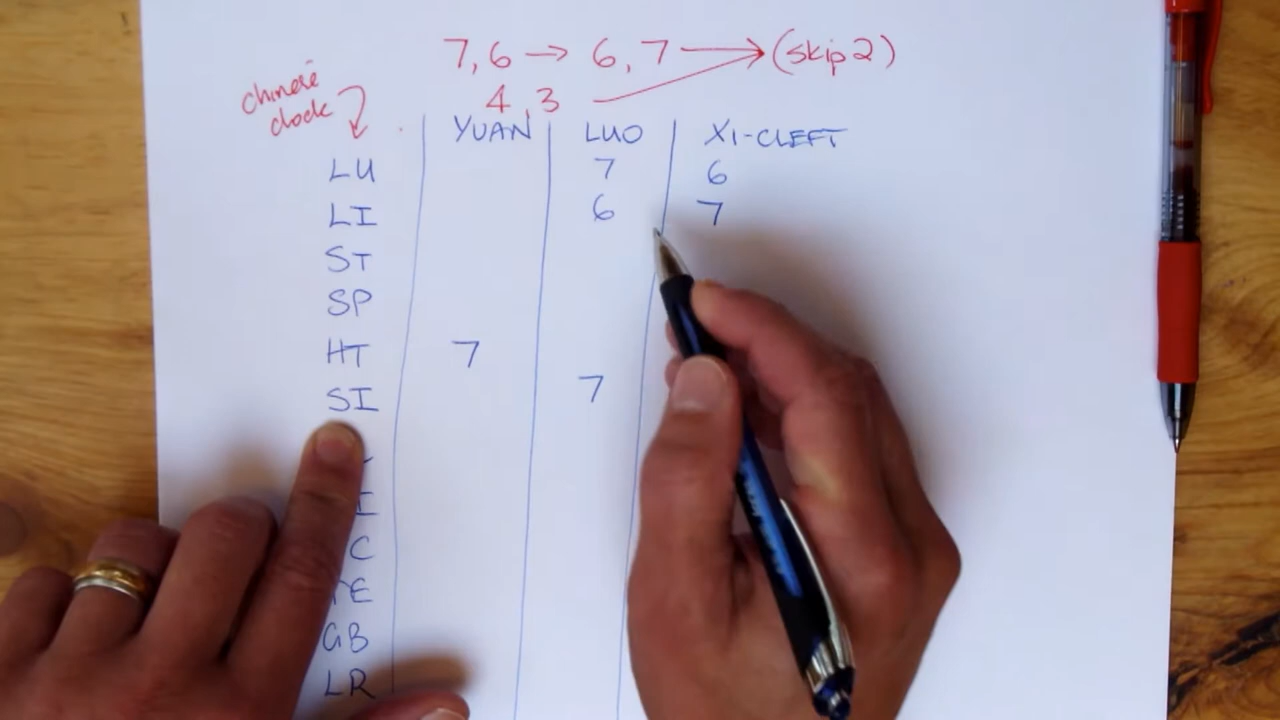 7,6 → 6,7 → (skip 2)
4,3
chinese
clock
YUAN LUO XI-CLEFT
LU 7 6
LI 6 7
ST
SP
HT 7
SI 7
I
C
TE
GB
LR